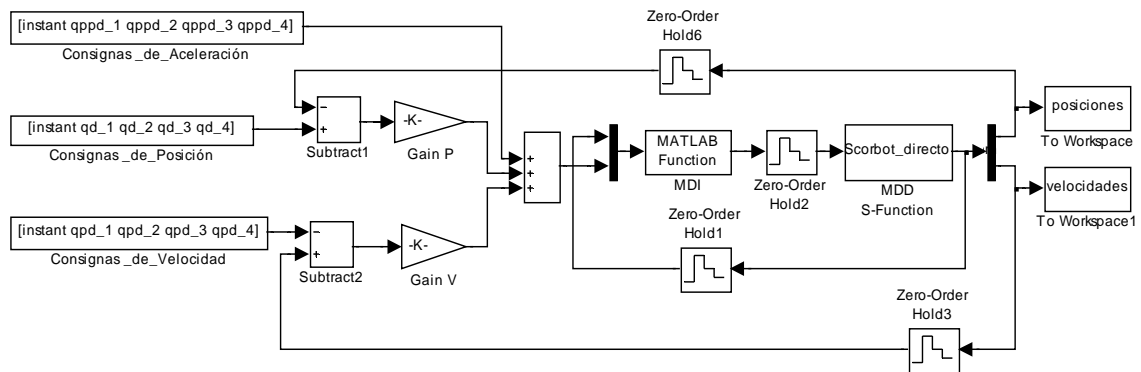 [instant qppd_1 qppd_2 qppd_3 qppd_4]
Consignas _de_Aceleración
Zero-Order
Hold6
[instant qd_1 qd_2 qd_3 qd_4]
Consignas _de_Posición
−
+
Subtract1
-K-
Gain P
+
+
+
MATLAB
Function
MDI
Zero-Order
Hold2
Scorbot_directo
MDD
S-Function
posiciones
To Workspace
velocidades
To Workspace1
[instant qpd_1 qpd_2 qpd_3 qpd_4]
Consignas _de_Velocidad
−
+
Subtract2
-K-
Gain V
Zero-Order
Hold1
Zero-Order
Hold3